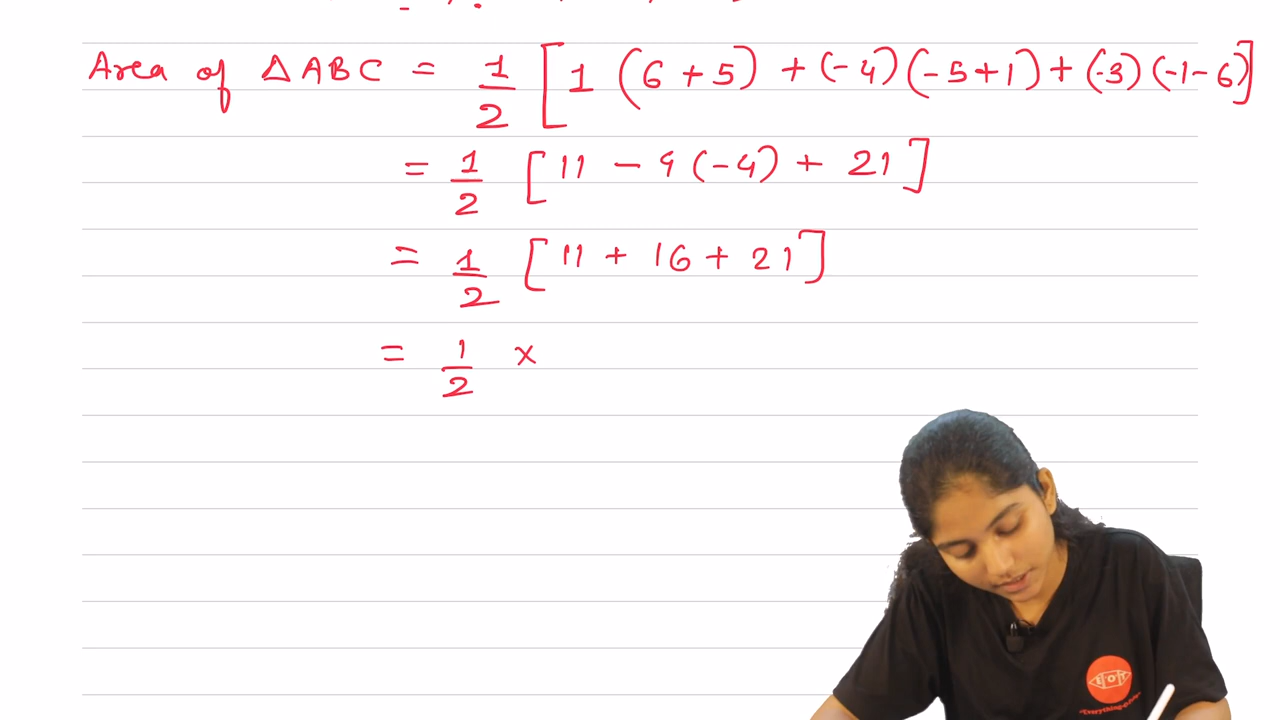 Area of △ABC = 1/2 [1 (6 + 5) + (-4) (-5+1) + (-3) (-1-6)]
= 1/2 [11 - 4 (-4) + 21]
= 1/2 [11 + 16 + 21]
= 1/2 ×
EOT